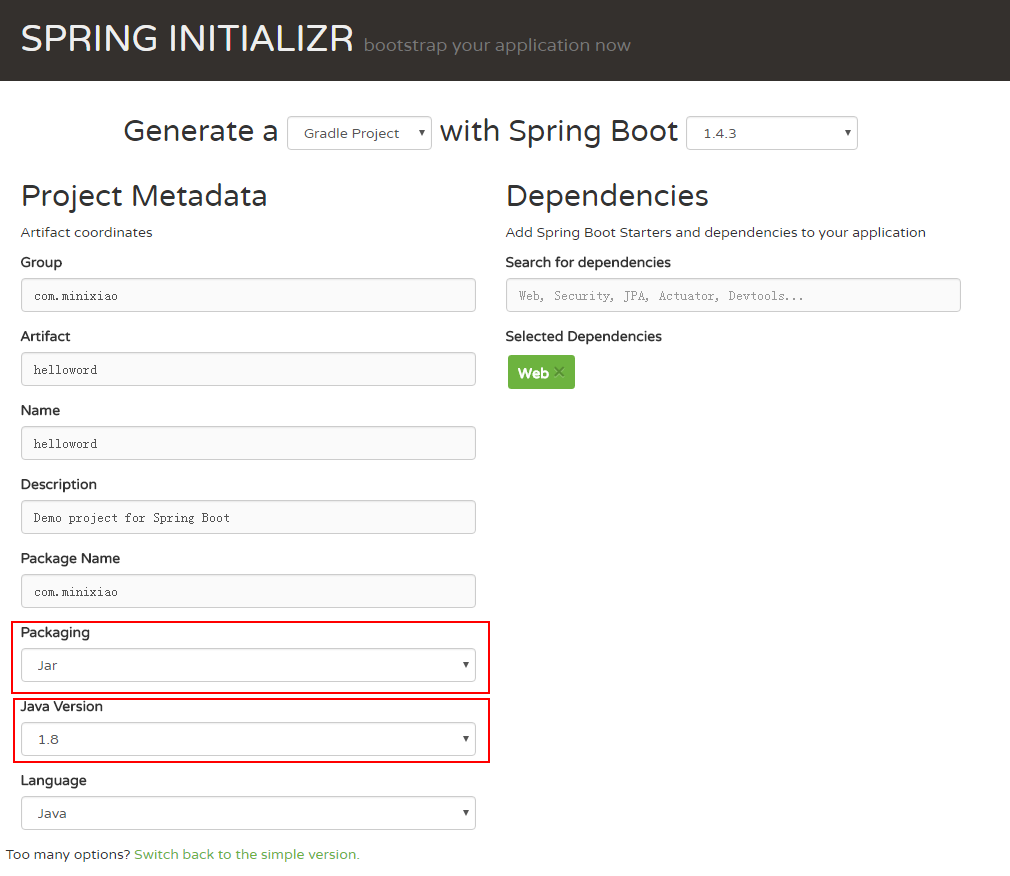 SPRING INITIALIZR bootstrap your application now
Generate a Gradle Project with Spring Boot 1.4.3
Project Metadata
Artifact coordinates
Group
com.minixiao
Artifact
helloword
Name
helloword
Description
Demo project for Spring Boot
Package Name
com.minixiao
Packaging
Jar
Java Version
1.8
Language
Java
Too many options? Switch back to the simple version.
Dependencies
Add Spring Boot Starters and dependencies to your application
Search for dependencies
Web, Security, JPA, Actuator, Devtools...
Selected Dependencies
Web ×